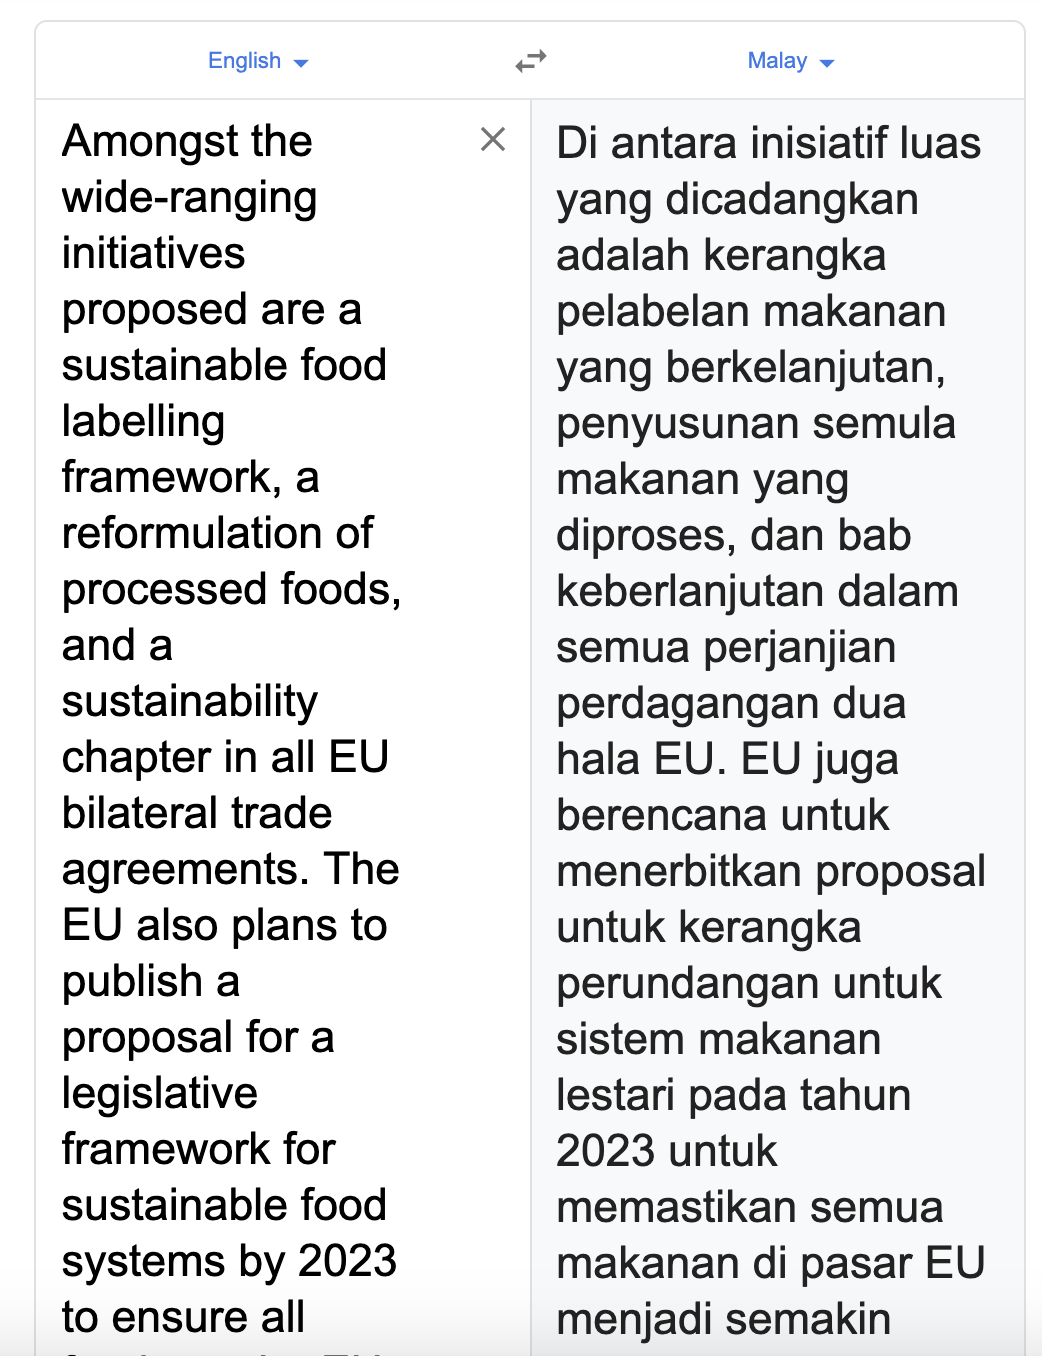 English
Malay
Amongst the
wide-ranging
initiatives
proposed are a
sustainable food
labelling
framework, a
reformulation of
processed foods,
and a
sustainability
chapter in all EU
bilateral trade
agreements. The
EU also plans to
publish a
proposal for a
legislative
framework for
sustainable food
systems by 2023
to ensure all
Di antara inisiatif luas
yang dicadangkan
adalah kerangka
pelabelan makanan
yang berkelanjutan,
penyusunan semula
makanan yang
diproses, dan bab
keberlanjutan dalam
semua perjanjian
perdagangan dua
hala EU. EU juga
berencana untuk
menerbitkan proposal
untuk kerangka
perundangan untuk
sistem makanan
lestari pada tahun
2023 untuk
memastikan semua
makanan di pasar EU
menjadi semakin